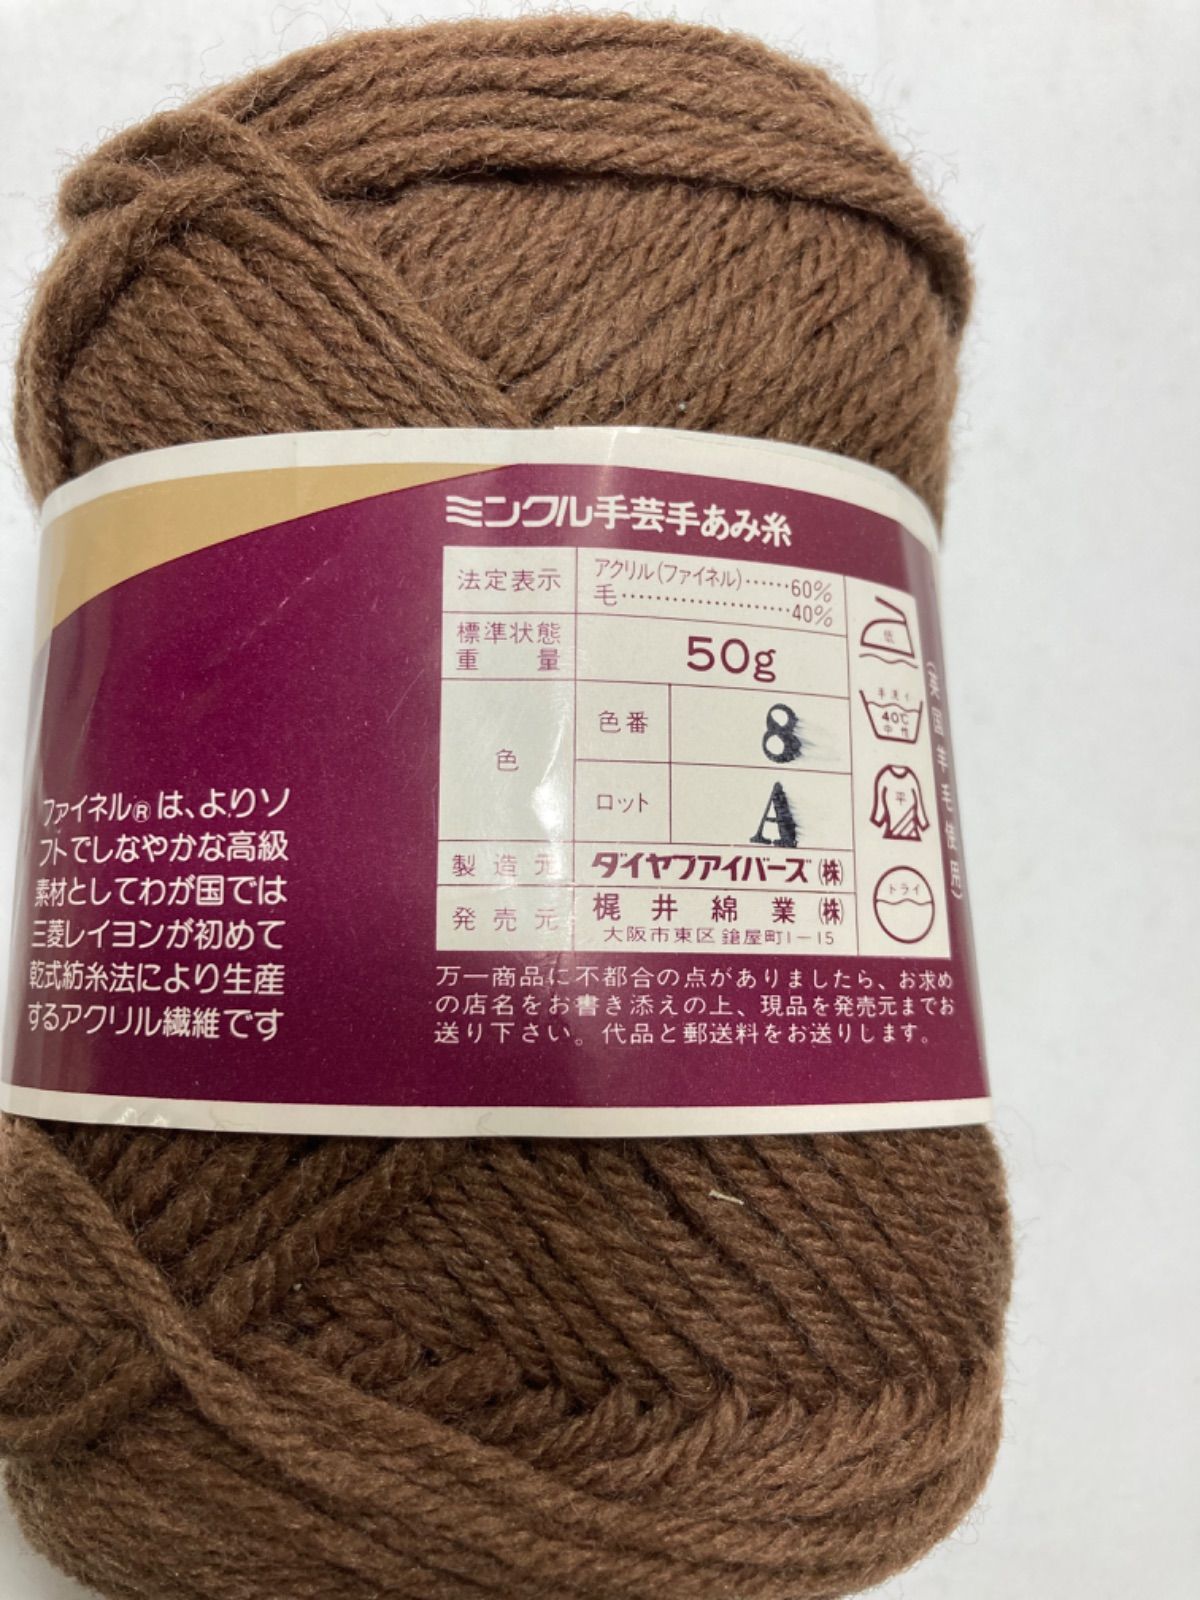 ミンクル手芸手あみ糸
法定表示 アクリル(ファイネル)……60%
毛…………………40%
標準状態
重量 50g
色 色番 8
ロット A
製造元 ダイヤファイバーズ(株)
発売元 梶井綿業(株)
大阪市東区鎗屋町1-15
低
手洗イ
40℃
中性
平
ドライ
(英国羊毛使用)
万一商品に不都合の点がありましたら、お求め
の店名をお書き添えの上、現品を発売元までお
送り下さい。代品と郵送料をお送りします。
ファイネル®は、よりソ
フトでしなやかな高級
素材としてわが国では
三菱レイヨンが初めて
乾式紡糸法により生産
するアクリル繊維です